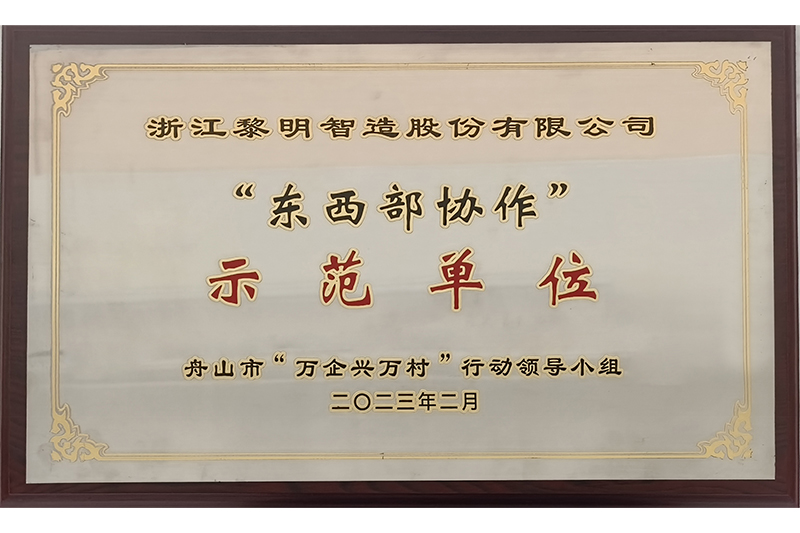 浙江黎明智造股份有限公司
“东西部协作”
示范单位
舟山市“万企兴万村”行动领导小组
二〇二三年二月